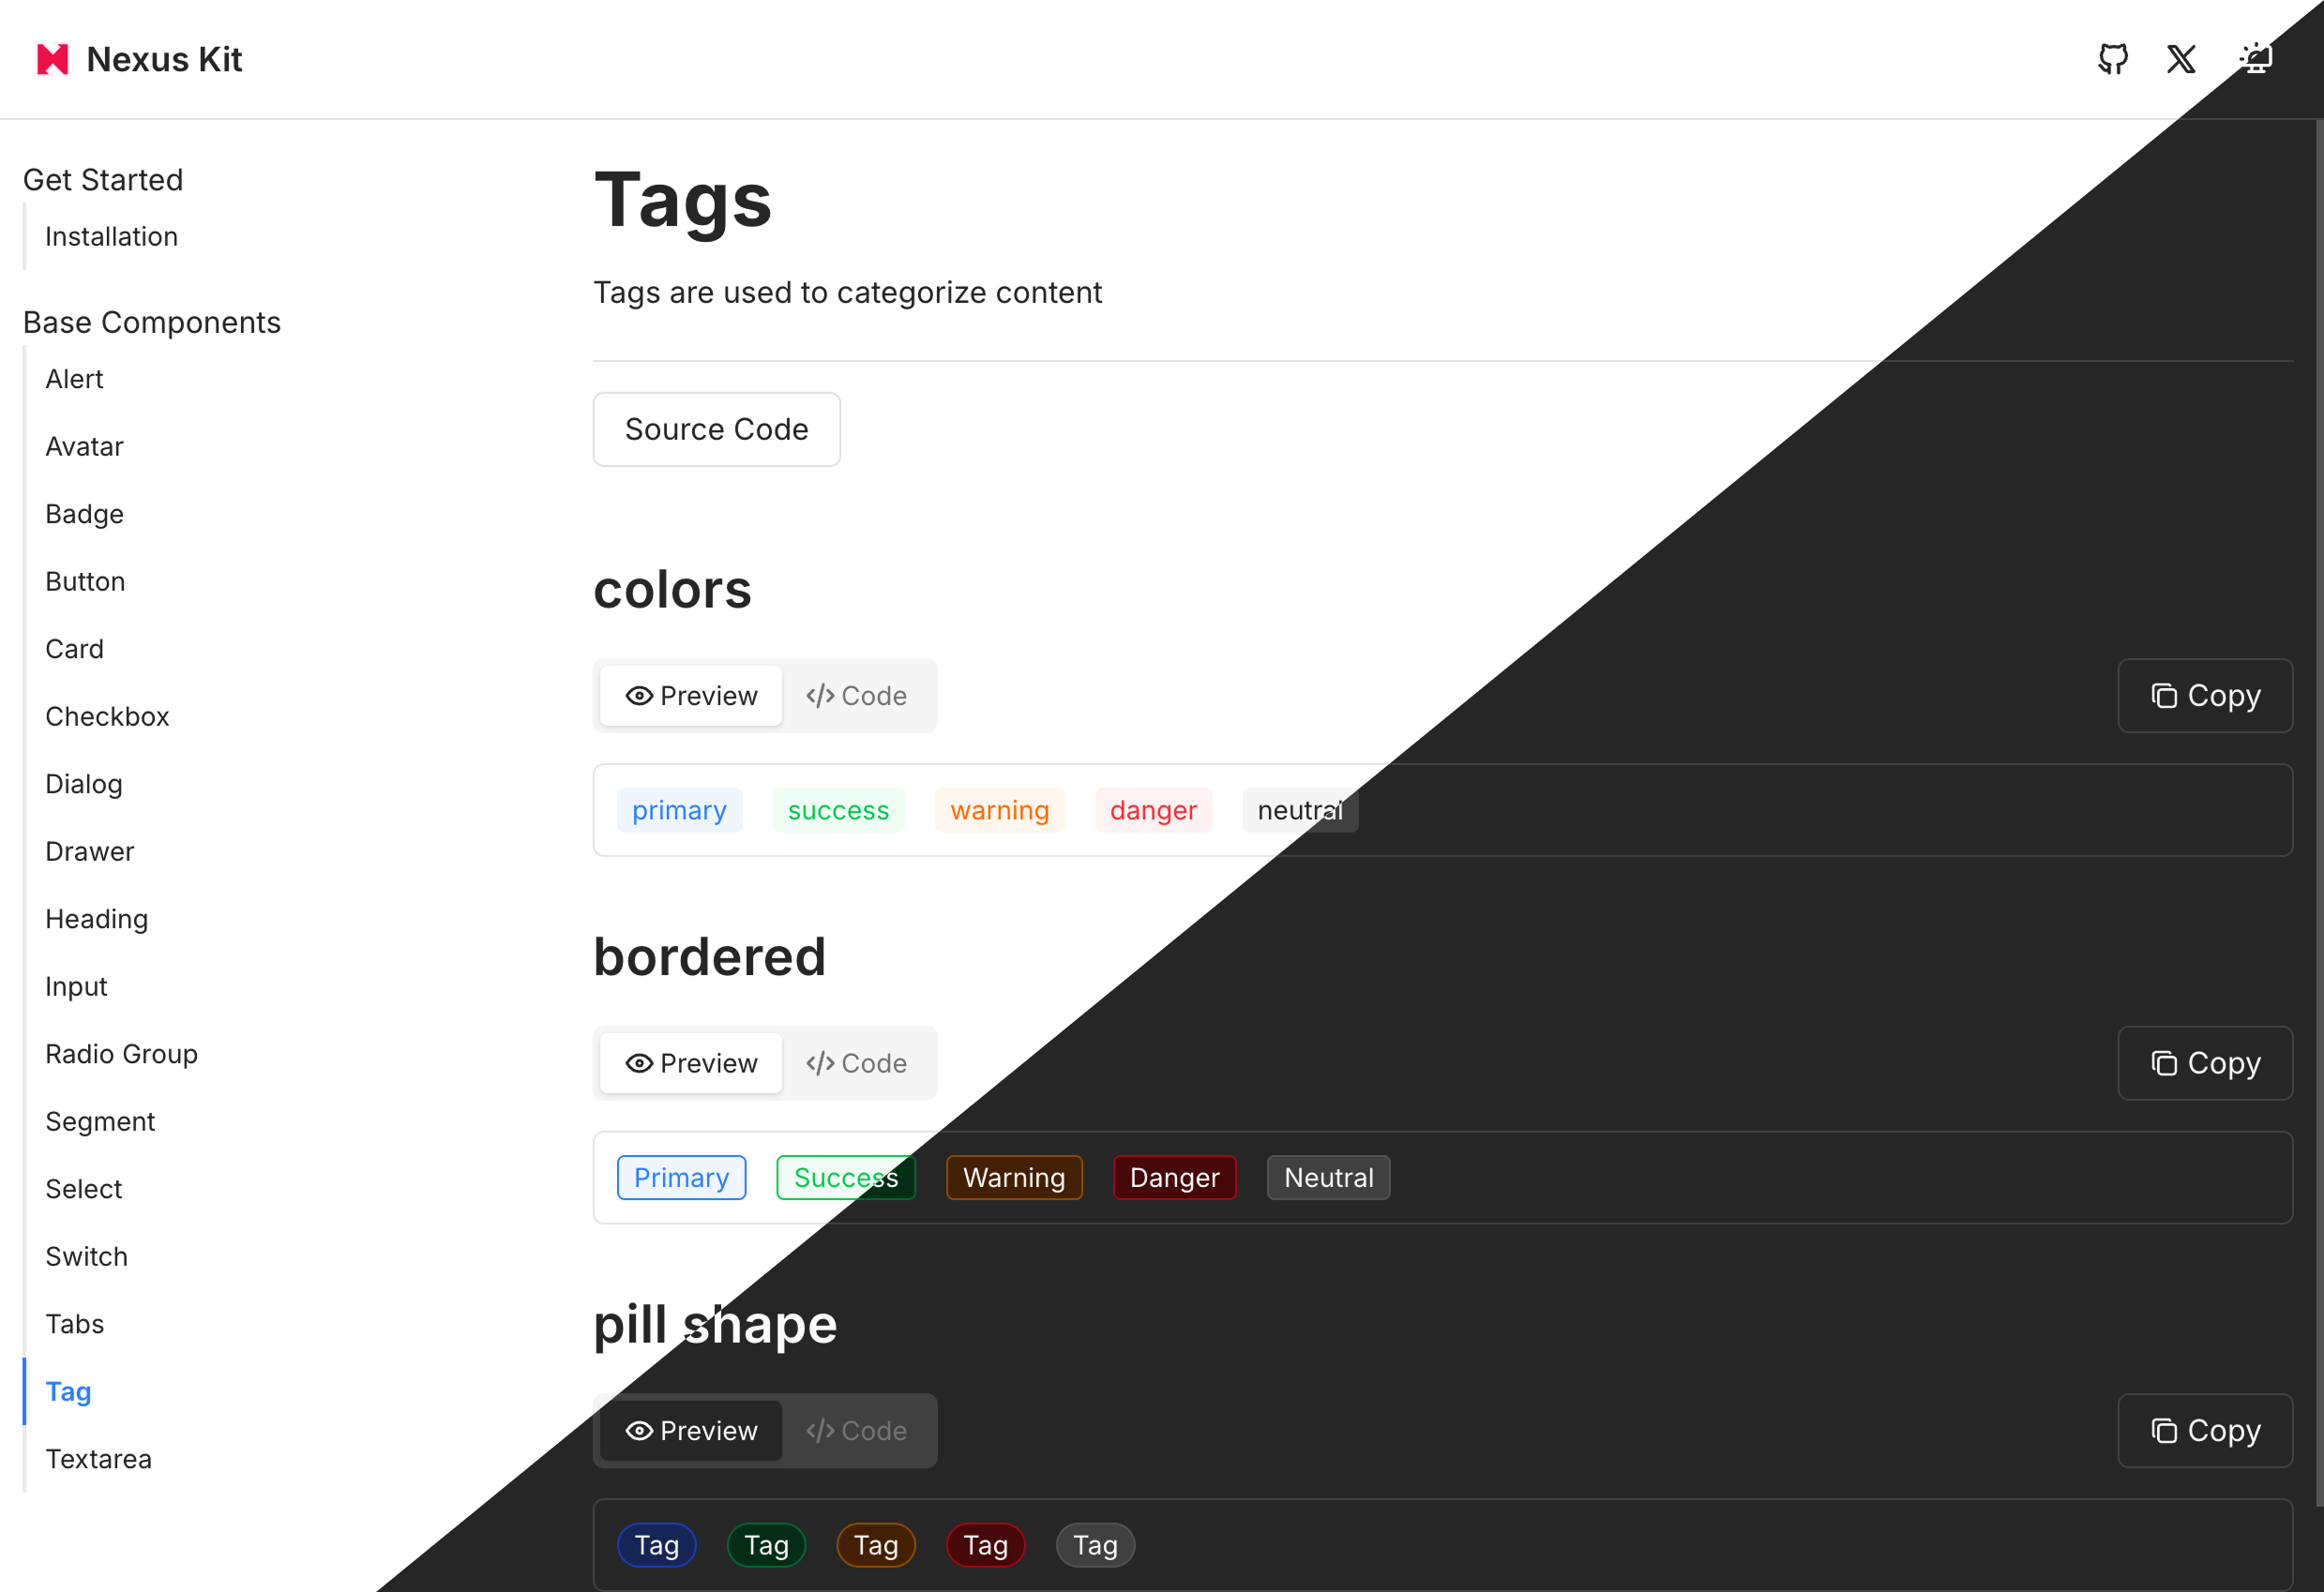 Nexus Kit
Get Started
Installation
Base Components
Alert
Avatar
Badge
Button
Card
Checkbox
Dialog
Drawer
Heading
Input
Radio Group
Segment
Select
Switch
Tabs
Tag
Textarea
Tags
Tags are used to categorize content
Source Code
colors
Preview </> Code Copy
primary success warning danger neutral
bordered
Preview </> Code Copy
Primary Success Warning Danger Neutral
pill shape
Preview </> Code Copy
Tag Tag Tag Tag Tag